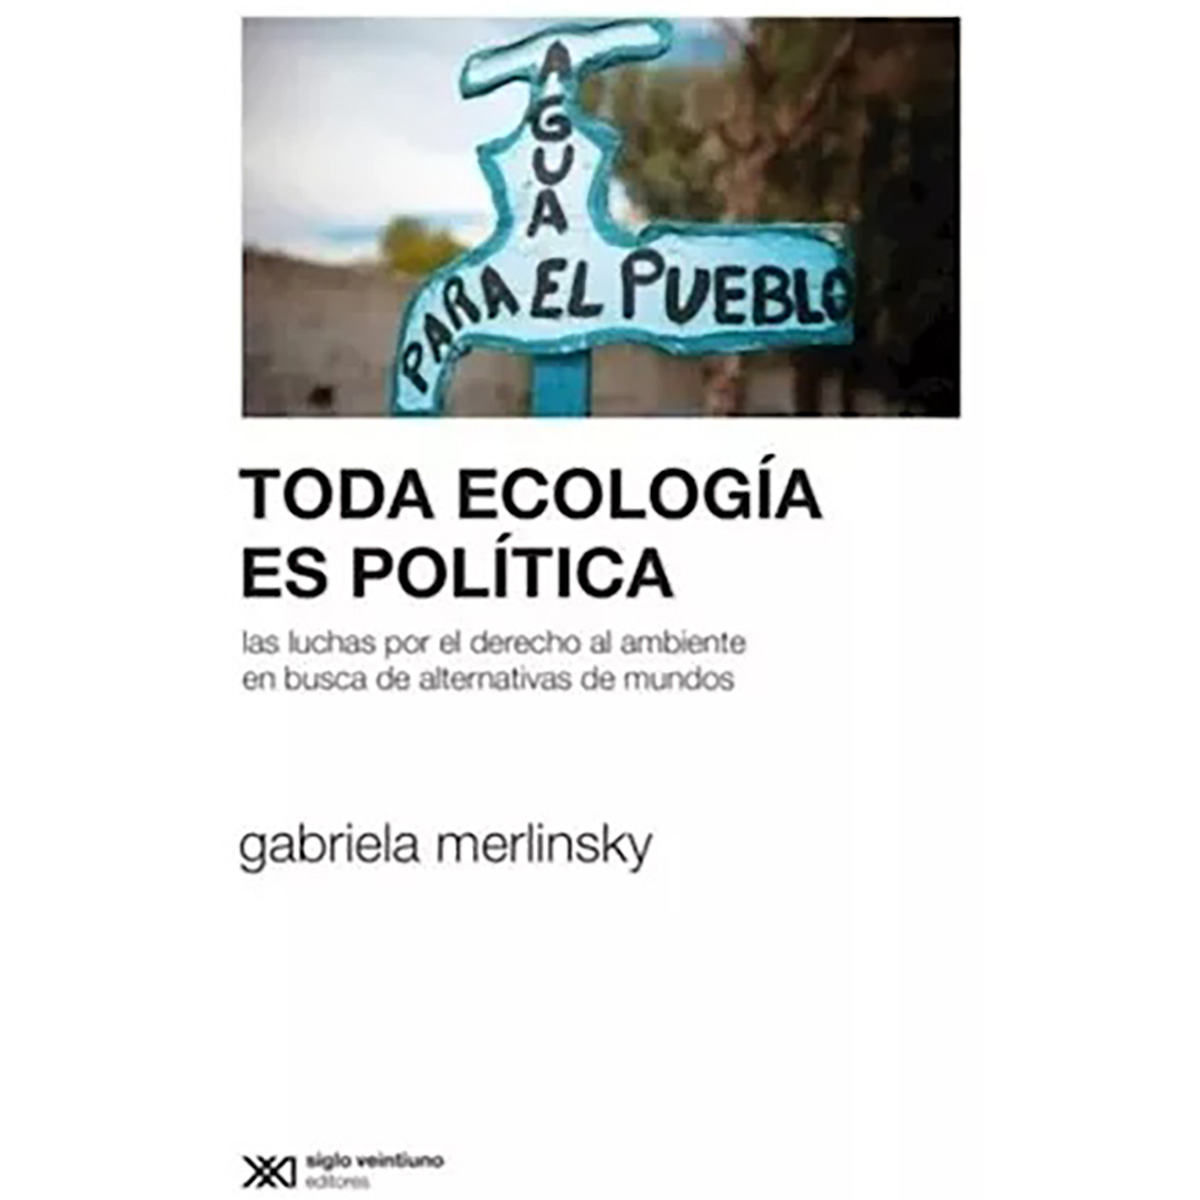 AGUA
PARA EL PUEBLO
TODA ECOLOGÍA
ES POLÍTICA
las luchas por el derecho al ambiente
en busca de alternativas de mundos
gabriela merlinsky
siglo veintiuno
editores